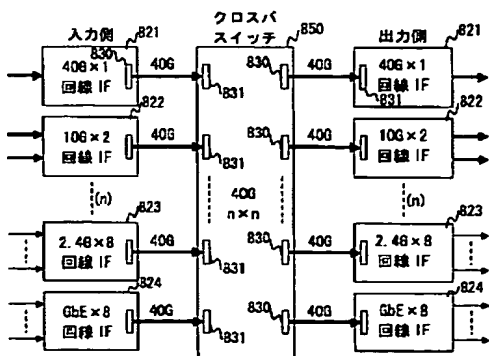 クロスバ
スイッチ
850
入力側
821
830
40G×1
回線 IF
40G
831
822
10G×2
回線 IF
40G
831
(n)
823
2.4G×8
回線 IF
40G
831
824
GbE×8
回線 IF
40G
831
40G
n×n
830
830
830
830
出力側
821
40G
40G×1
回線 IF
831
822
40G
10G×2
回線 IF
(n)
823
40G
2.4G×8
回線 IF
824
40G
GbE×8
回線 IF